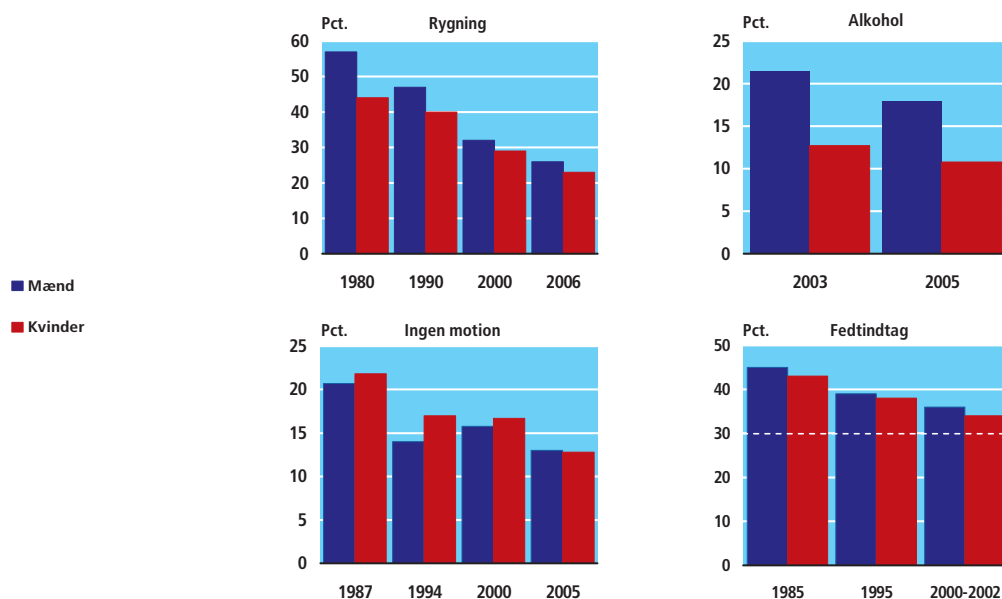 Pct. Rygning
60
50
40
30
20
10
0
1980 1990 2000 2006
Pct. Alkohol
25
20
15
10
5
0
2003 2005
Mænd
Kvinder
Pct. Ingen motion
25
20
15
10
5
0
1987 1994 2000 2005
Pct. Fedtindtag
50
40
30
20
10
0
1985 1995 2000-2002